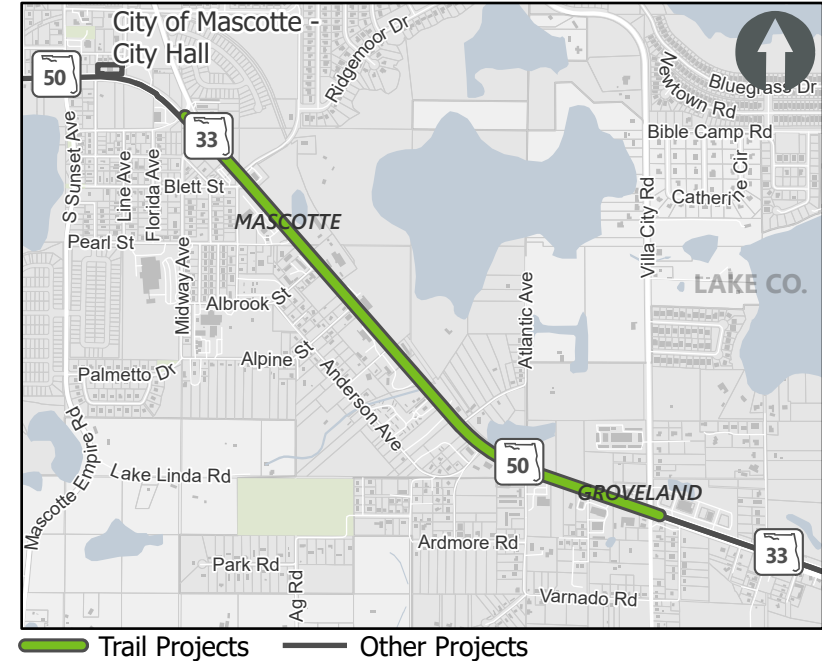 City of Mascotte -
City Hall
Ridgemoor Dr
Newtown Rd
Bluegrass Dr
50
33
Bible Camp Rd
S Sunset Ave
Line Ave
Florida Ave
Blett St
Catherine Cir
MASCOTTE
Villa City Rd
Pearl St
Midway Ave
LAKE CO.
Albrook St
Atlantic Ave
Alpine St
Palmetto Dr
Anderson Ave
Mascotte Empire Rd
Lake Linda Rd
50
GROVELAND
Ardmore Rd
33
Park Rd
Ag Rd
Varnado Rd
Trail Projects
Other Projects